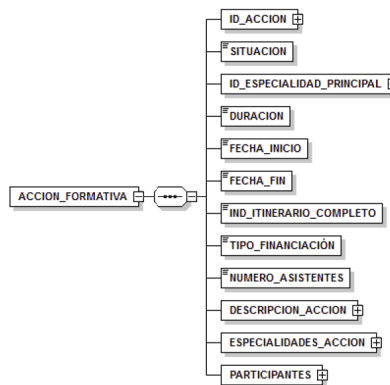 ID_ACCION
SITUACION
ID_ESPECIALIDAD_PRINCIPAL
DURACION
FECHA_INICIO
FECHA_FIN
ACCION_FORMATIVA
IND_ITINERARIO_COMPLETO
TIPO_FINANCIACIÓN
NUMERO_ASISTENTES
DESCRIPCION_ACCION
ESPECIALIDADES_ACCION
PARTICIPANTES